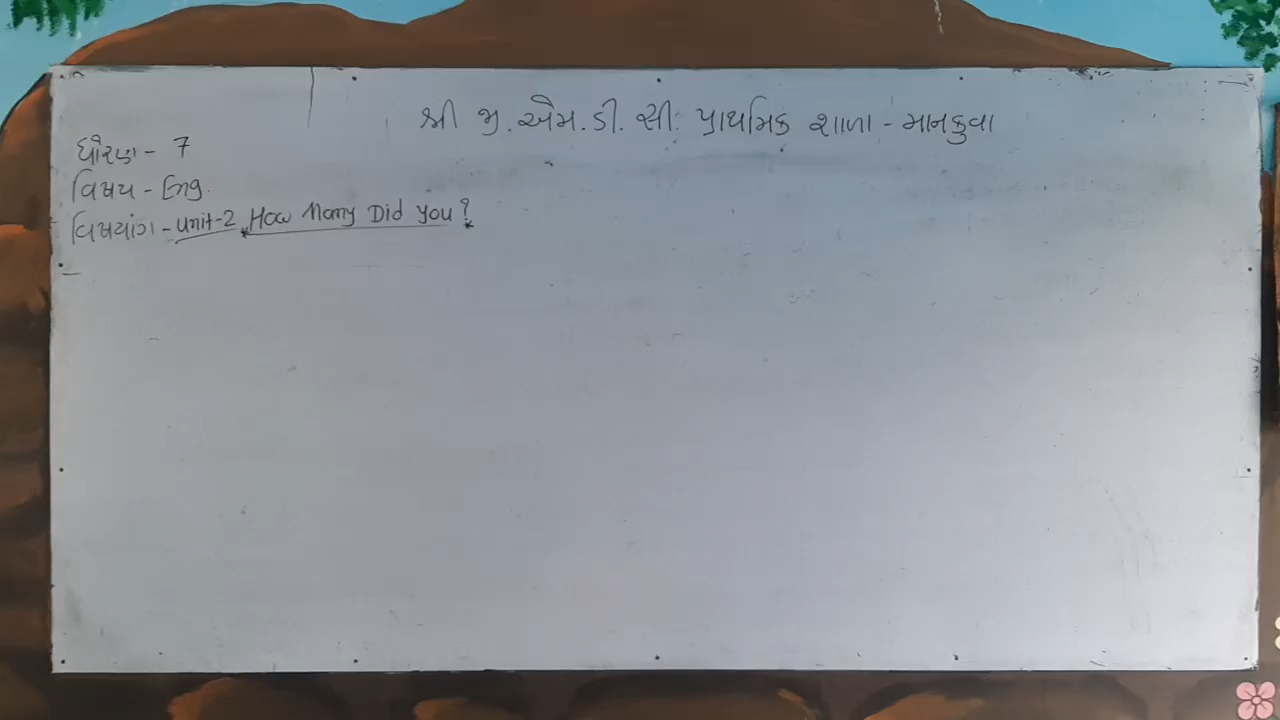 શ્રી જી. એમ. ડી. સી. પ્રાથમિક શાળા - માનકુવા
ધોરણ - 7
વિષય - Eng.
વિષયાંગ - Unit-2 *How Many Did You?*